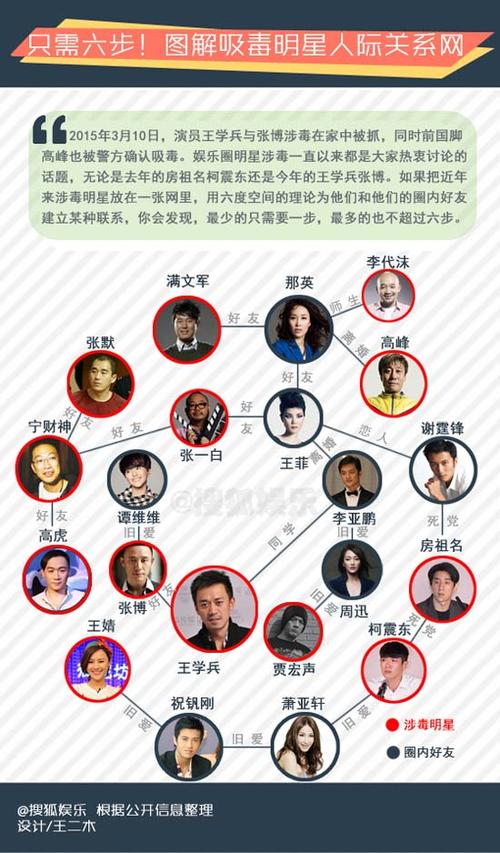 只需六步！图解吸毒明星人际关系网
2015年3月10日，演员王学兵与张博涉毒在家中被抓，同时前国脚
高峰也被警方确认吸毒。娱乐圈明星涉毒一直以来都是大家热衷讨论的
话题，无论是去年的房祖名柯震东还是今年的王学兵张博。如果把近年
来涉毒明星放在一张网里，用六度空间的理论为他们和他们的圈内好友
建立某种联系，你会发现，最少的只需要一步，最多的也不超过六步。
李代沫
满文军
那英
好友
师生
离婚
张默
高峰
好友
好友
宁财神
好友
好友
张一白
王菲
恋人
谢霆锋
离婚
@搜狐娱乐
好友
谭维维
李亚鹏
死党
高虎
旧爱
同学
旧爱
房祖名
张博
好友
周迅
王婧
旧爱
死党
王学兵
贾宏声
柯震东
旧爱
祝钒刚
萧亚轩
旧爱
旧爱
涉毒明星
圈内好友
@搜狐娱乐 根据公开信息整理
设计/王二木